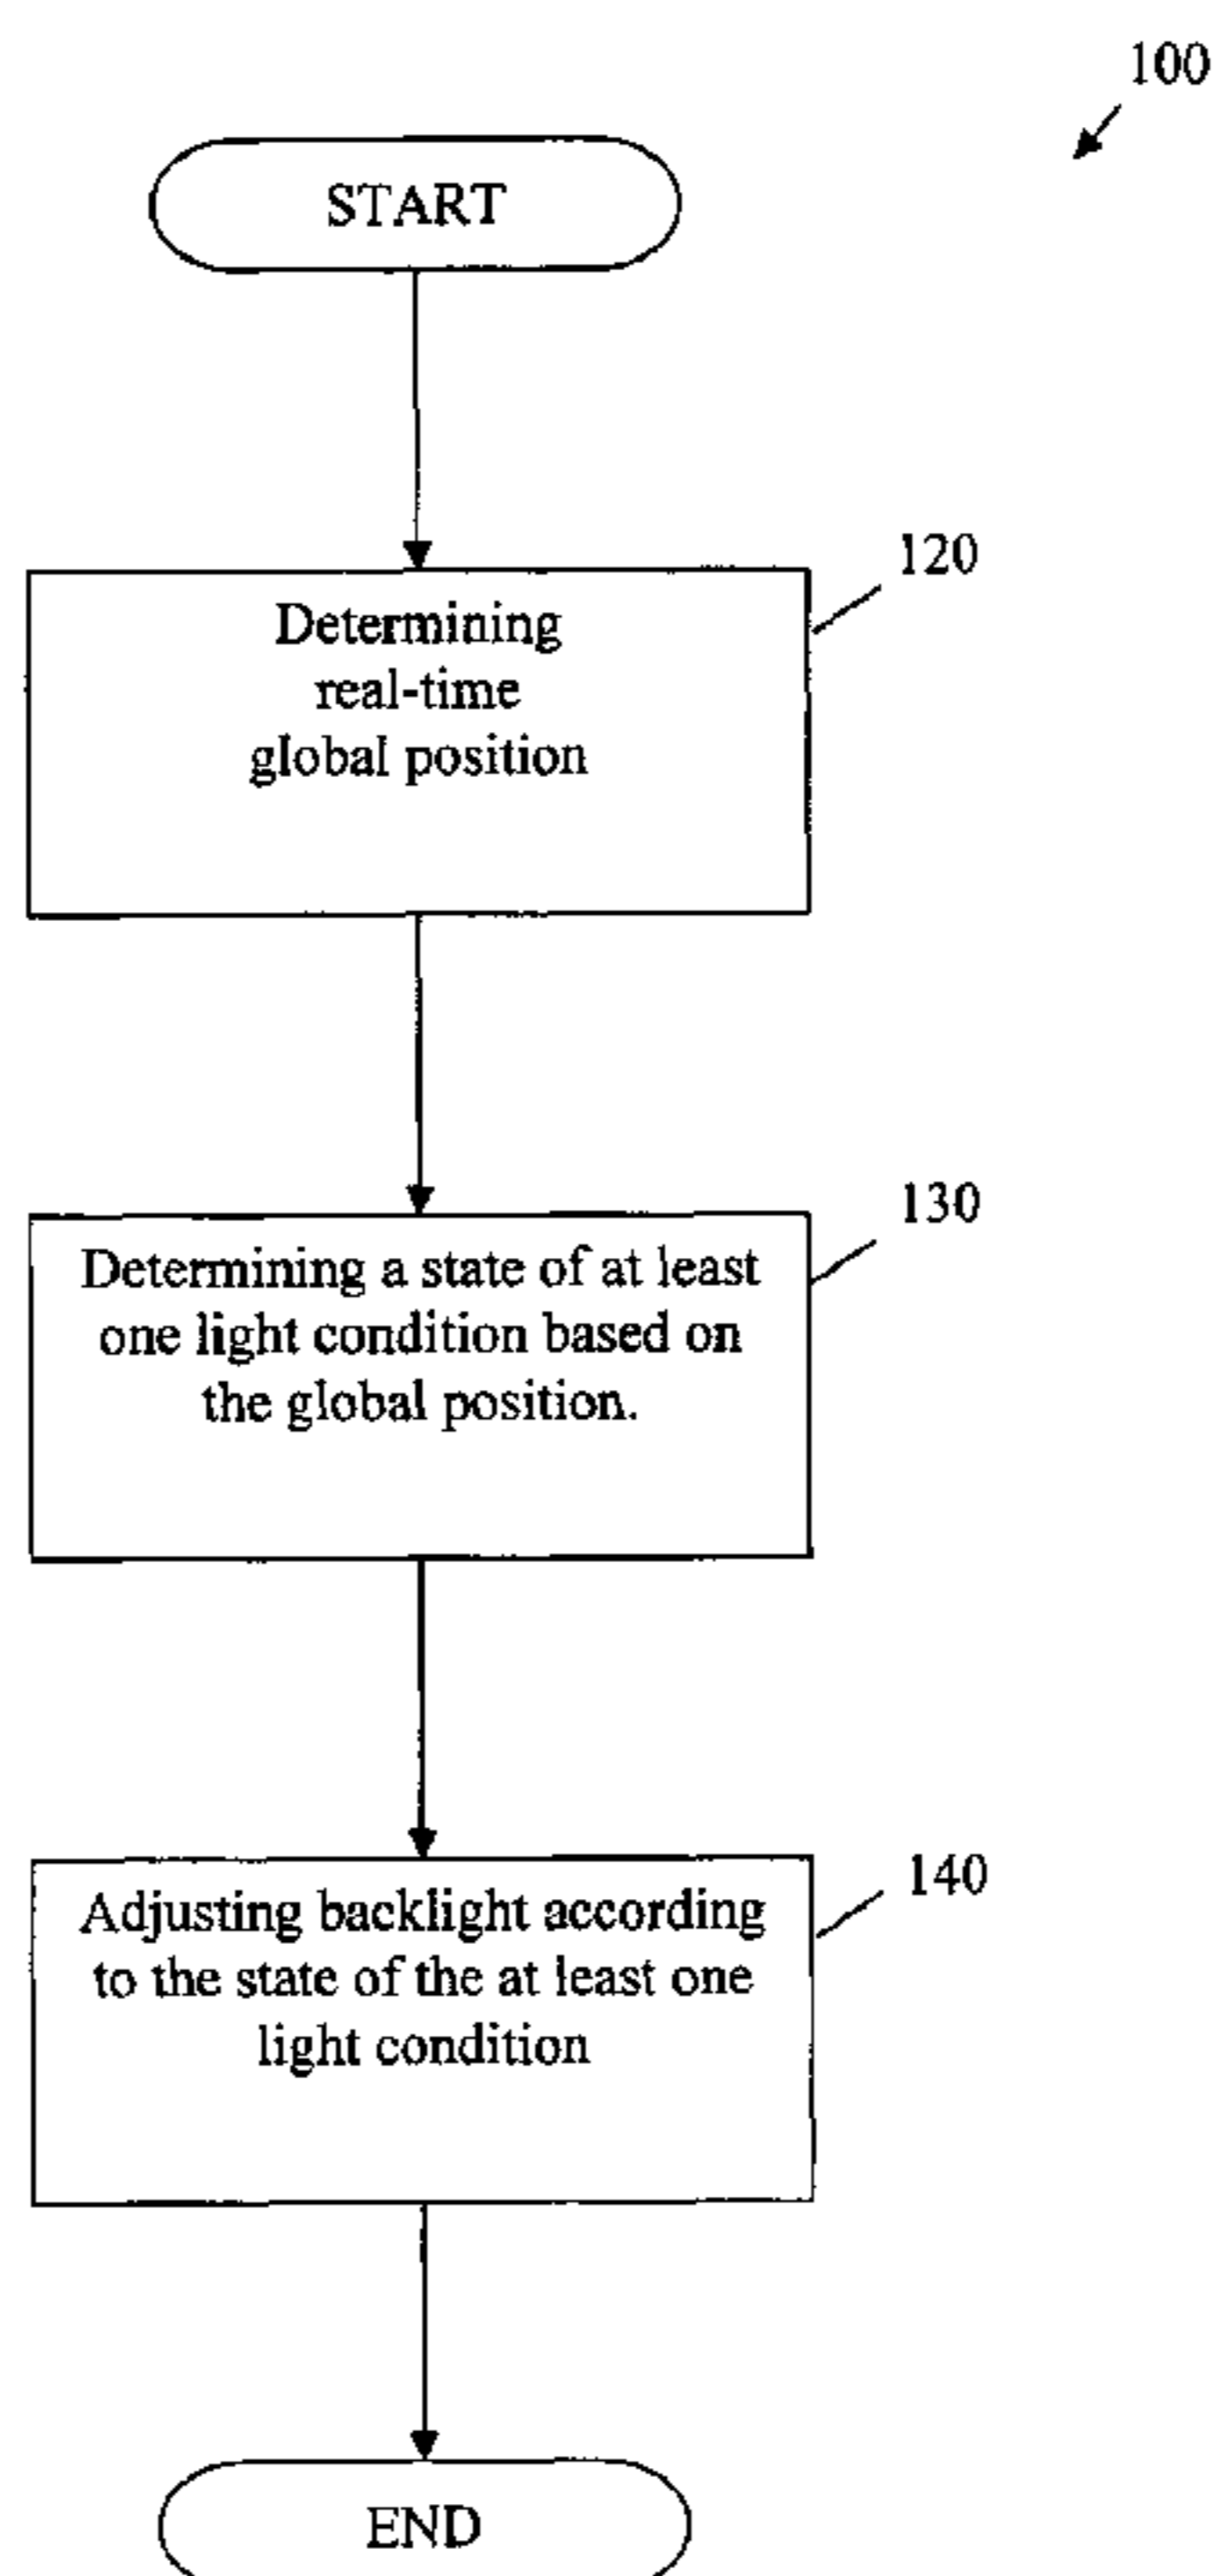 100
START
120
Determining
real-time
global position
130
Determining a state of at least
one light condition based on
the global position.
140
Adjusting backlight according
to the state of the at least one
light condition
END